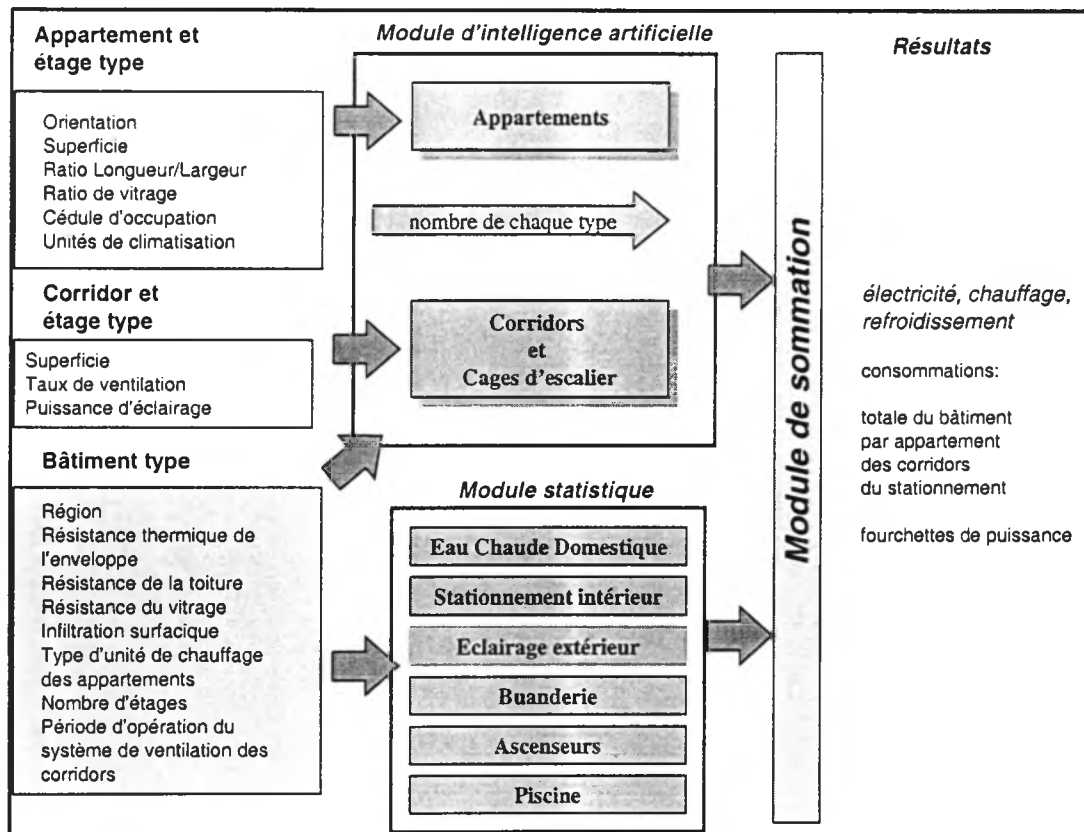 Appartement et
étage type
Orientation
Superficie
Ratio Longueur/Largeur
Ratio de vitrage
Cédule d'occupation
Unités de climatisation
Corridor et
étage type
Superficie
Taux de ventilation
Puissance d'éclairage
Bâtiment type
Région
Résistance thermique de
l'enveloppe
Résistance de la toiture
Résistance du vitrage
Infiltration surfacique
Type d'unité de chauffage
des appartements
Nombre d'étages
Période d'opération du
système de ventilation des
corridors
Module d'intelligence artificielle
Appartements
nombre de chaque type
Corridors
et
Cages d'escalier
Module statistique
Eau Chaude Domestique
Stationnement intérieur
Eclairage extérieur
Buanderie
Ascenseurs
Piscine
Module de sommation
Résultats
électricité, chauffage,
refroidissement
consommations:
totale du bâtiment
par appartement
des corridors
du stationnement
fourchettes de puissance